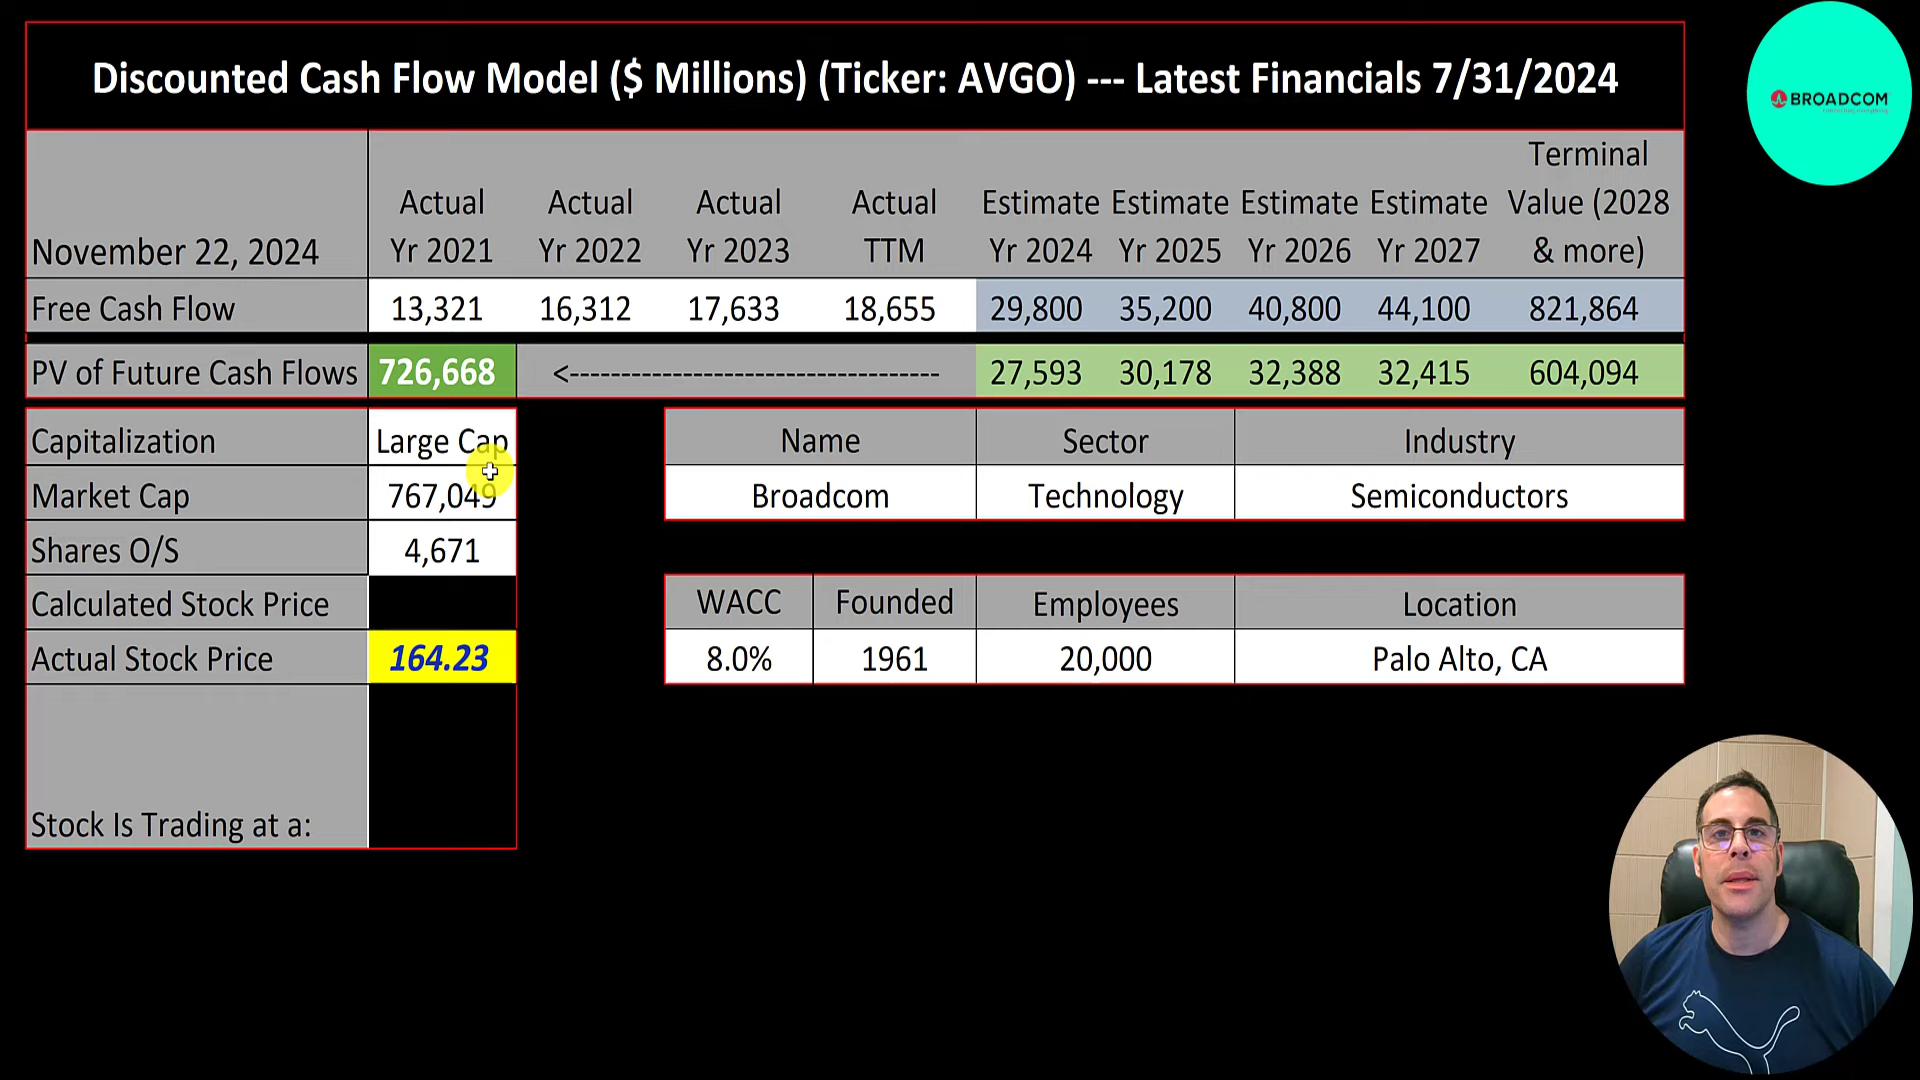 Discounted Cash Flow Model ($ Millions) (Ticker: AVGO) --- Latest Financials 7/31/2024
BROADCOM
November 22, 2024 Actual Yr 2021 Actual Yr 2022 Actual Yr 2023 Actual TTM Estimate Yr 2024 Estimate Yr 2025 Estimate Yr 2026 Estimate Yr 2027 Terminal Value (2028 & more)
Free Cash Flow 13,321 16,312 17,633 18,655 29,800 35,200 40,800 44,100 821,864
PV of Future Cash Flows 726,668 <------------------------------------ 27,593 30,178 32,388 32,415 604,094
Capitalization Large Cap
Market Cap 767,049
Shares O/S 4,671
Calculated Stock Price
Actual Stock Price 164.23
Stock Is Trading at a:
Name Sector Industry
Broadcom Technology Semiconductors
WACC Founded Employees Location
8.0% 1961 20,000 Palo Alto, CA